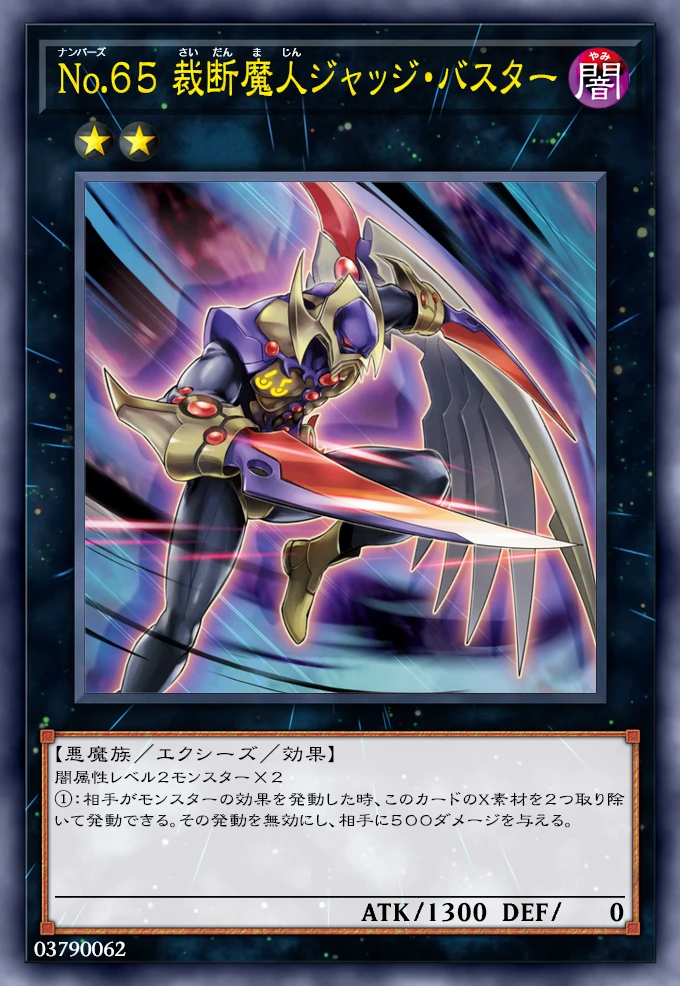 ナンバーズ さいだんまじん
No.65 裁断魔人ジャッジ・バスター
やみ
闇
【悪魔族／エクシーズ／効果】
闇属性レベル２モンスター×２
①：相手がモンスターの効果を発動した時、このカードのX素材を２つ取り除
いて発動できる。その発動を無効にし、相手に５００ダメージを与える。
ATK/1300 DEF/ 0
03790062